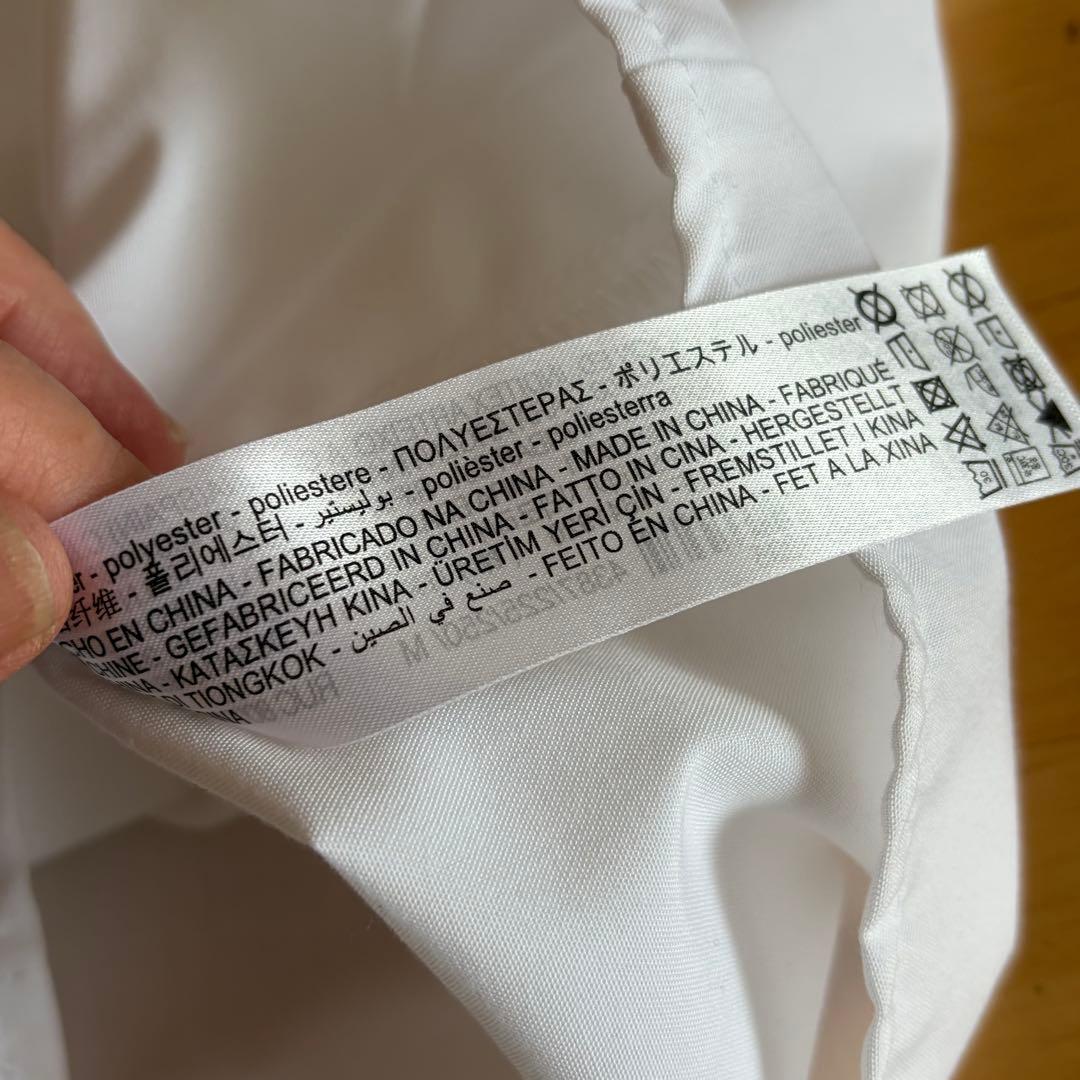 polyester - poliestere - ΠΟΛΥΕΣΤΕΡΑΣ - ポリエステル - poliester
纤维 - 폴리에스터 - بوليستير - polièster - poliesterra
EN CHINA - FABRICADO NA CHINA - MADE IN CHINA - FABRIQUÉ
CHINE - GEFABRICEERD IN CHINA - FATTO IN CINA - HERGESTELLT
- ΚΑΤΑΣΚΕΥΗ ΚΙΝΑ - ÜRETİM YERİ ÇİN - FREMSTILLET I KINA
DI TIONGKOK - صنع في الصين - FEITO EN CHINA - FET A LA XINA